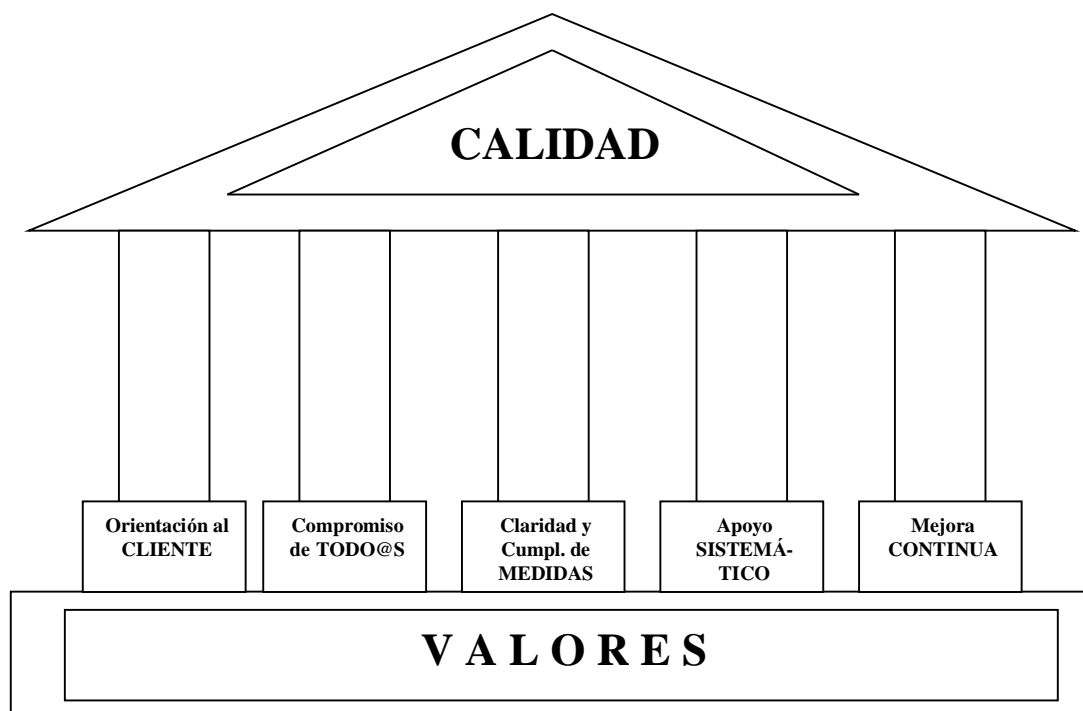 CALIDAD
Orientación al
CLIENTE
Compromiso
de TODO@S
Claridad y
Cumpl. de
MEDIDAS
Apoyo
SISTEMÁ-
TICO
Mejora
CONTINUA
V A L O R E S